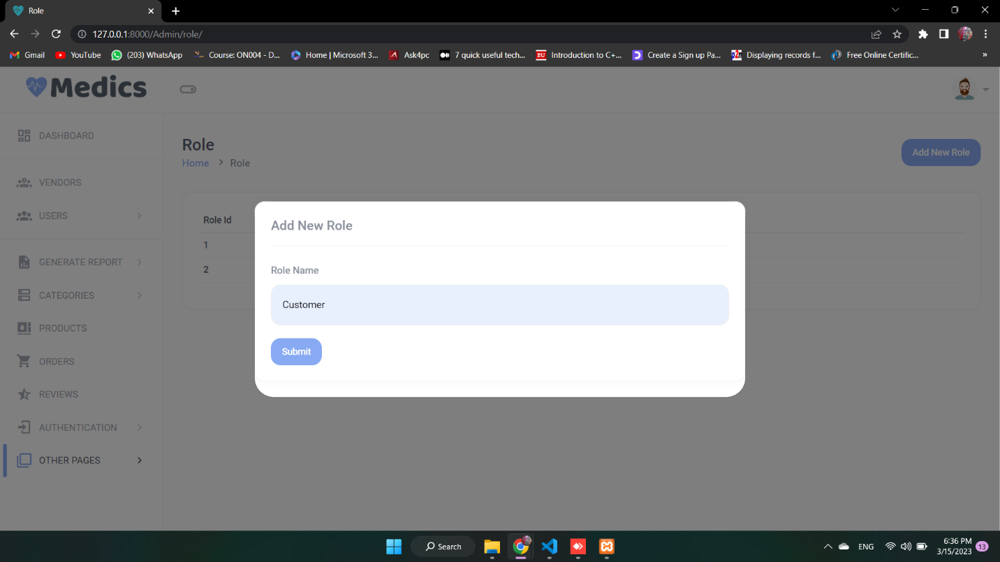 Role
127.0.0.1:8000/Admin/role/
Gmail
YouTube
(203) WhatsApp
Course: ON004 - D...
Home | Microsoft 3...
Ask4pc
7 quick useful tech...
BU
Introduction to C+...
Create a Sign up Pa...
Displaying records f...
Free Online Certific...
»
Medics
DASHBOARD
Role
Home > Role
Add New Role
VENDORS
USERS
GENERATE REPORT
CATEGORIES
PRODUCTS
ORDERS
REVIEWS
AUTHENTICATION
OTHER PAGES
Role Id
1
2
Add New Role
Role Name
Customer
Submit
Search
ENG
6:36 PM
3/15/2023
13